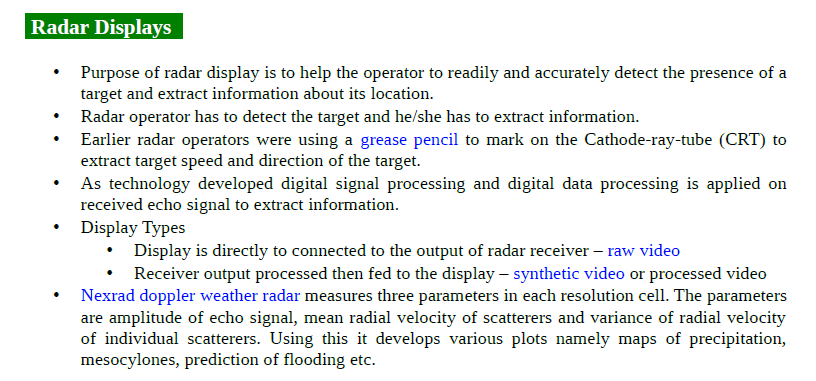 Radar Displays
• Purpose of radar display is to help the operator to readily and accurately detect the presence of a
target and extract information about its location.
• Radar operator has to detect the target and he/she has to extract information.
• Earlier radar operators were using a grease pencil to mark on the Cathode-ray-tube (CRT) to
extract target speed and direction of the target.
• As technology developed digital signal processing and digital data processing is applied on
received echo signal to extract information.
• Display Types
• Display is directly to connected to the output of radar receiver – raw video
• Receiver output processed then fed to the display – synthetic video or processed video
• Nexrad doppler weather radar measures three parameters in each resolution cell. The parameters
are amplitude of echo signal, mean radial velocity of scatterers and variance of radial velocity
of individual scatterers. Using this it develops various plots namely maps of precipitation,
mesocylones, prediction of flooding etc.